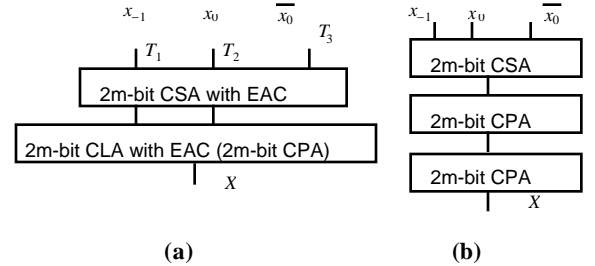 x₋₁ x₀ x̅₀
T₁ T₂ T₃
2m-bit CSA with EAC
2m-bit CLA with EAC (2m-bit CPA)
X
(a)
x₋₁ x₀ x̅₀
2m-bit CSA
2m-bit CPA
2m-bit CPA
X
(b)